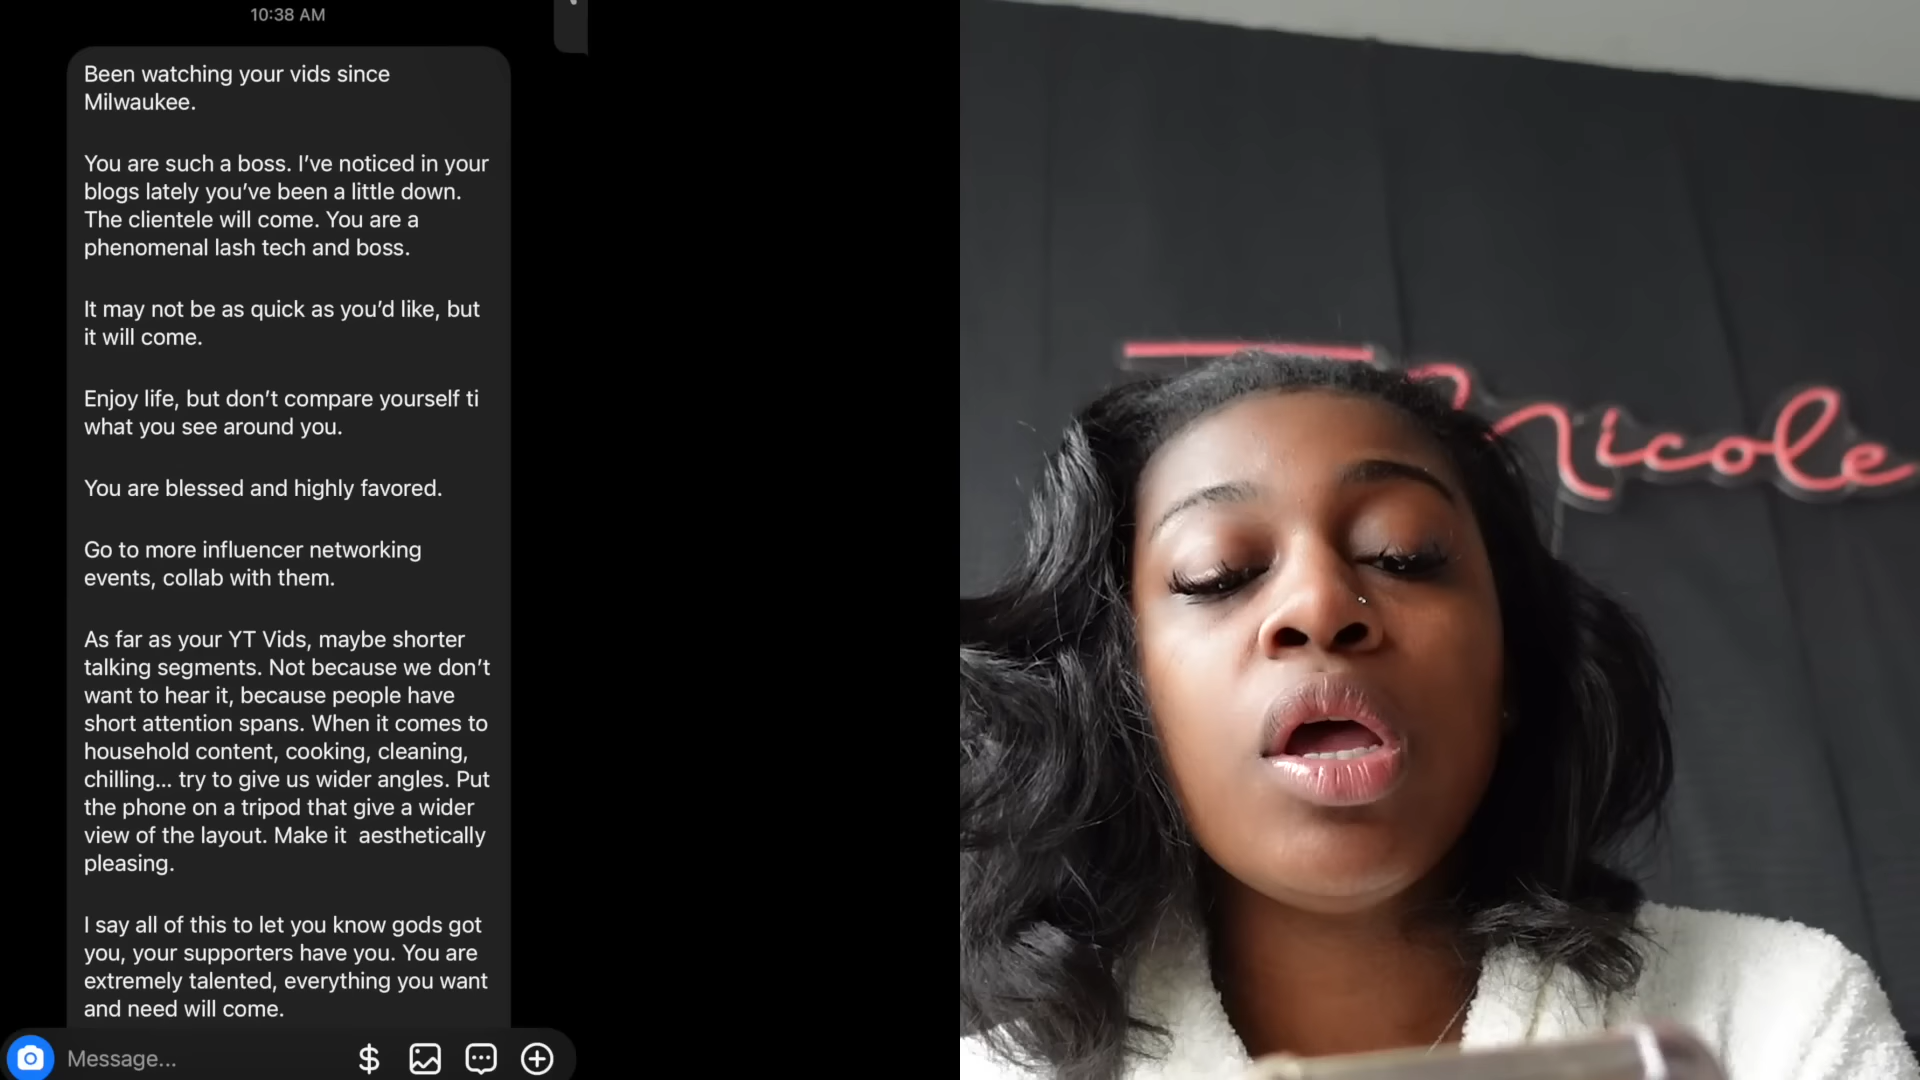 10:38 AM
Been watching your vids since
Milwaukee.
You are such a boss. I’ve noticed in your
blogs lately you’ve been a little down.
The clientele will come. You are a
phenomenal lash tech and boss.
It may not be as quick as you’d like, but
it will come.
Enjoy life, but don’t compare yourself ti
what you see around you.
You are blessed and highly favored.
Go to more influencer networking
events, collab with them.
As far as your YT Vids, maybe shorter
talking segments. Not because we don’t
want to hear it, because people have
short attention spans. When it comes to
household content, cooking, cleaning,
chilling... try to give us wider angles. Put
the phone on a tripod that give a wider
view of the layout. Make it  aesthetically
pleasing.
I say all of this to let you know gods got
you, your supporters have you. You are
extremely talented, everything you want
and need will come.
Message...
$
Nicole